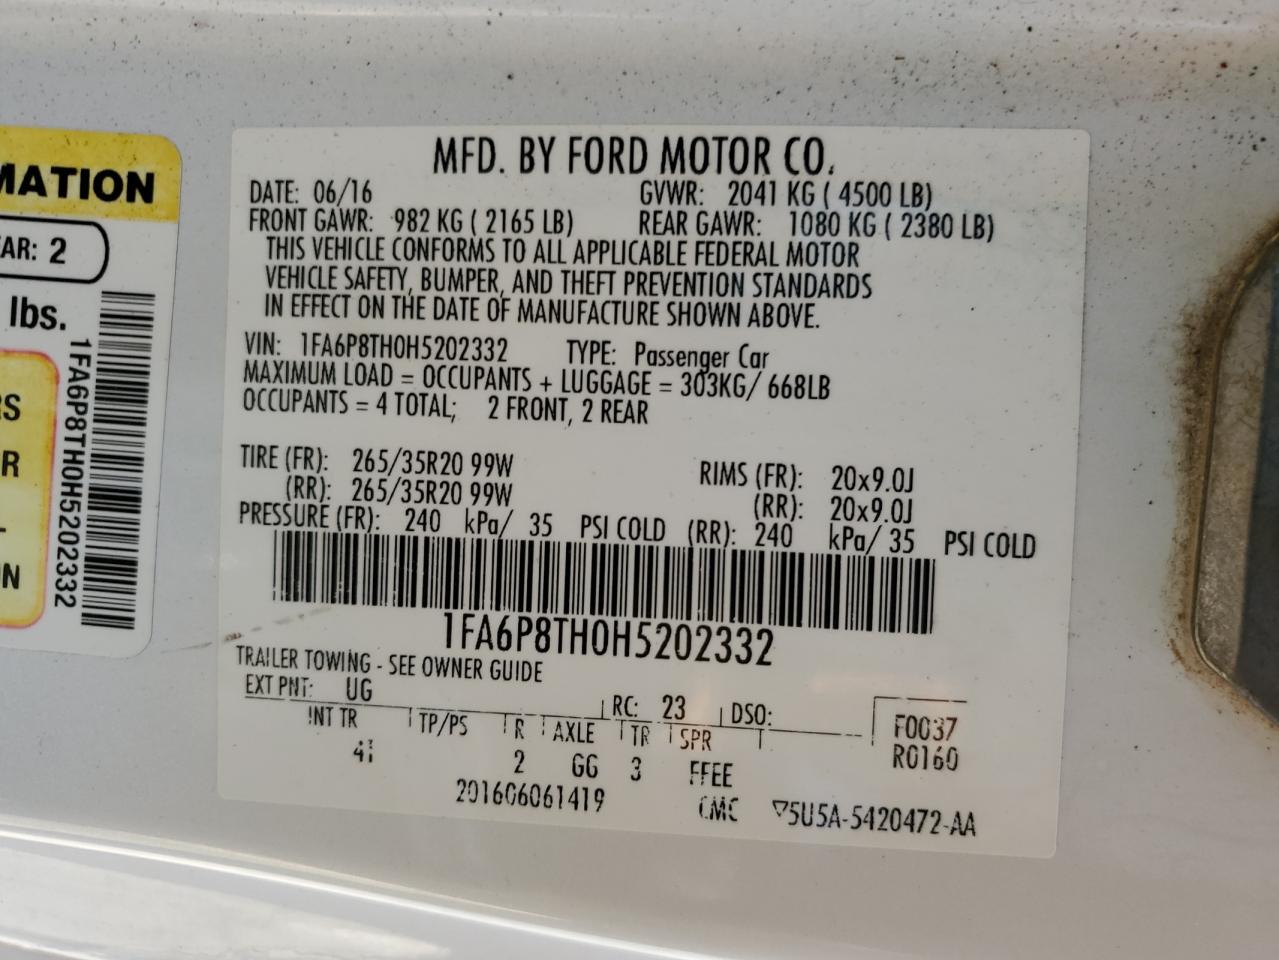 MATION
AR: 2
lbs.
RS
R
N
1FA6P8TH0H5202332
MFD. BY FORD MOTOR CO.
DATE: 06/16 GVWR: 2041 KG ( 4500 LB)
FRONT GAWR: 982 KG ( 2165 LB) REAR GAWR: 1080 KG ( 2380 LB)
THIS VEHICLE CONFORMS TO ALL APPLICABLE FEDERAL MOTOR
VEHICLE SAFETY, BUMPER, AND THEFT PREVENTION STANDARDS
IN EFFECT ON THE DATE OF MANUFACTURE SHOWN ABOVE.
VIN: 1FA6P8TH0H5202332 TYPE: Passenger Car
MAXIMUM LOAD = OCCUPANTS + LUGGAGE = 303KG/ 668LB
OCCUPANTS = 4 TOTAL; 2 FRONT, 2 REAR
TIRE (FR): 265/35R20 99W RIMS (FR): 20x9.0J
(RR): 265/35R20 99W (RR): 20x9.0J
PRESSURE (FR): 240 kPa/ 35 PSI COLD (RR): 240 kPa/ 35 PSI COLD
1FA6P8TH0H5202332
TRAILER TOWING - SEE OWNER GUIDE
EXT PNT: UG RC: 23 DSO:
INT TR TP/PS R AXLE TR SPR F0037
2 GG 3 FFEE R0160
201606061419 CMC 5U5A-5420472-AA